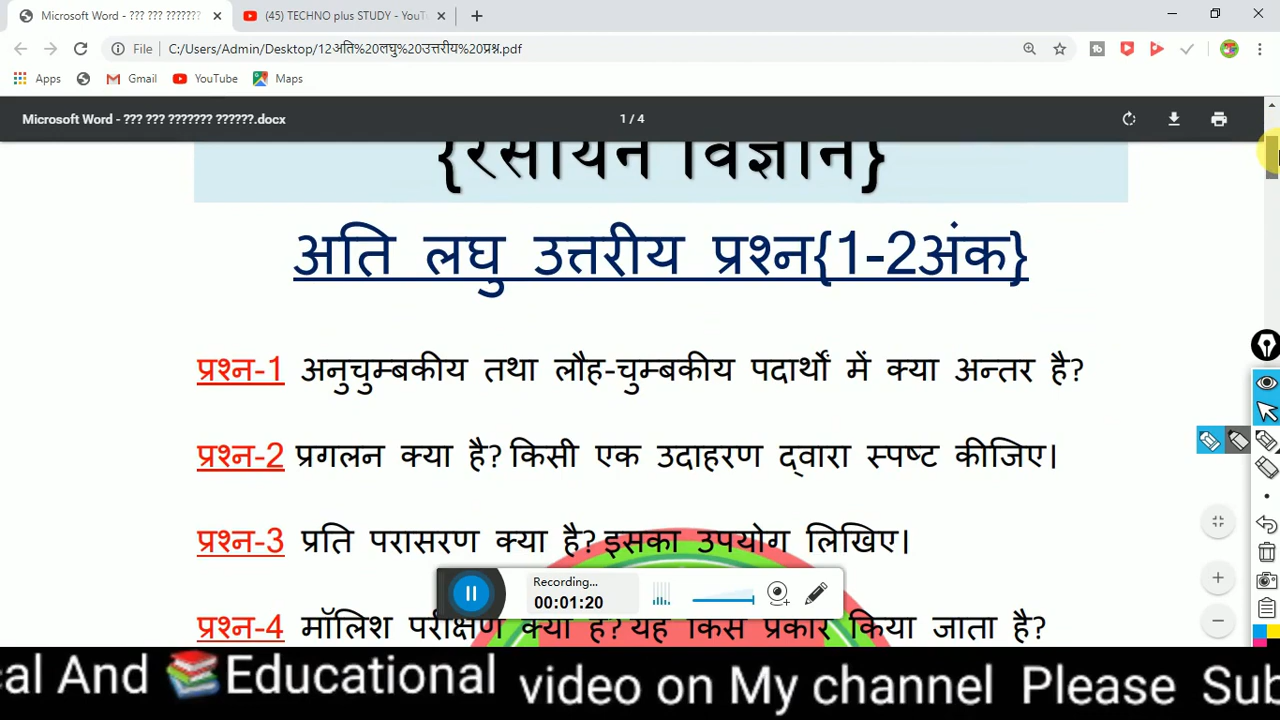 Microsoft Word - ??? ??? ???????
(45) TECHNO plus STUDY - YouT
File C:/Users/Admin/Desktop/12अति%20लघु%20उत्तरीय%20प्रश्न.pdf
Apps Gmail YouTube Maps
Microsoft Word - ??? ??? ??????? ??????.docx 1 / 4
{रसायन विज्ञान}
अति लघु उत्तरीय प्रश्न{1-2अंक}
प्रश्न-1 अनुचुम्बकीय तथा लौह-चुम्बकीय पदार्थों में क्या अन्तर है?
प्रश्न-2 प्रगलन क्या है? किसी एक उदाहरण द्वारा स्पष्ट कीजिए।
प्रश्न-3 प्रति परासरण क्या है? इसका उपयोग लिखिए।
Recording...
00:01:20
प्रश्न-4 मॉलिश परीक्षण क्या है? यह किस प्रकार किया जाता है?
cal And Educational video on My channel Please Sub